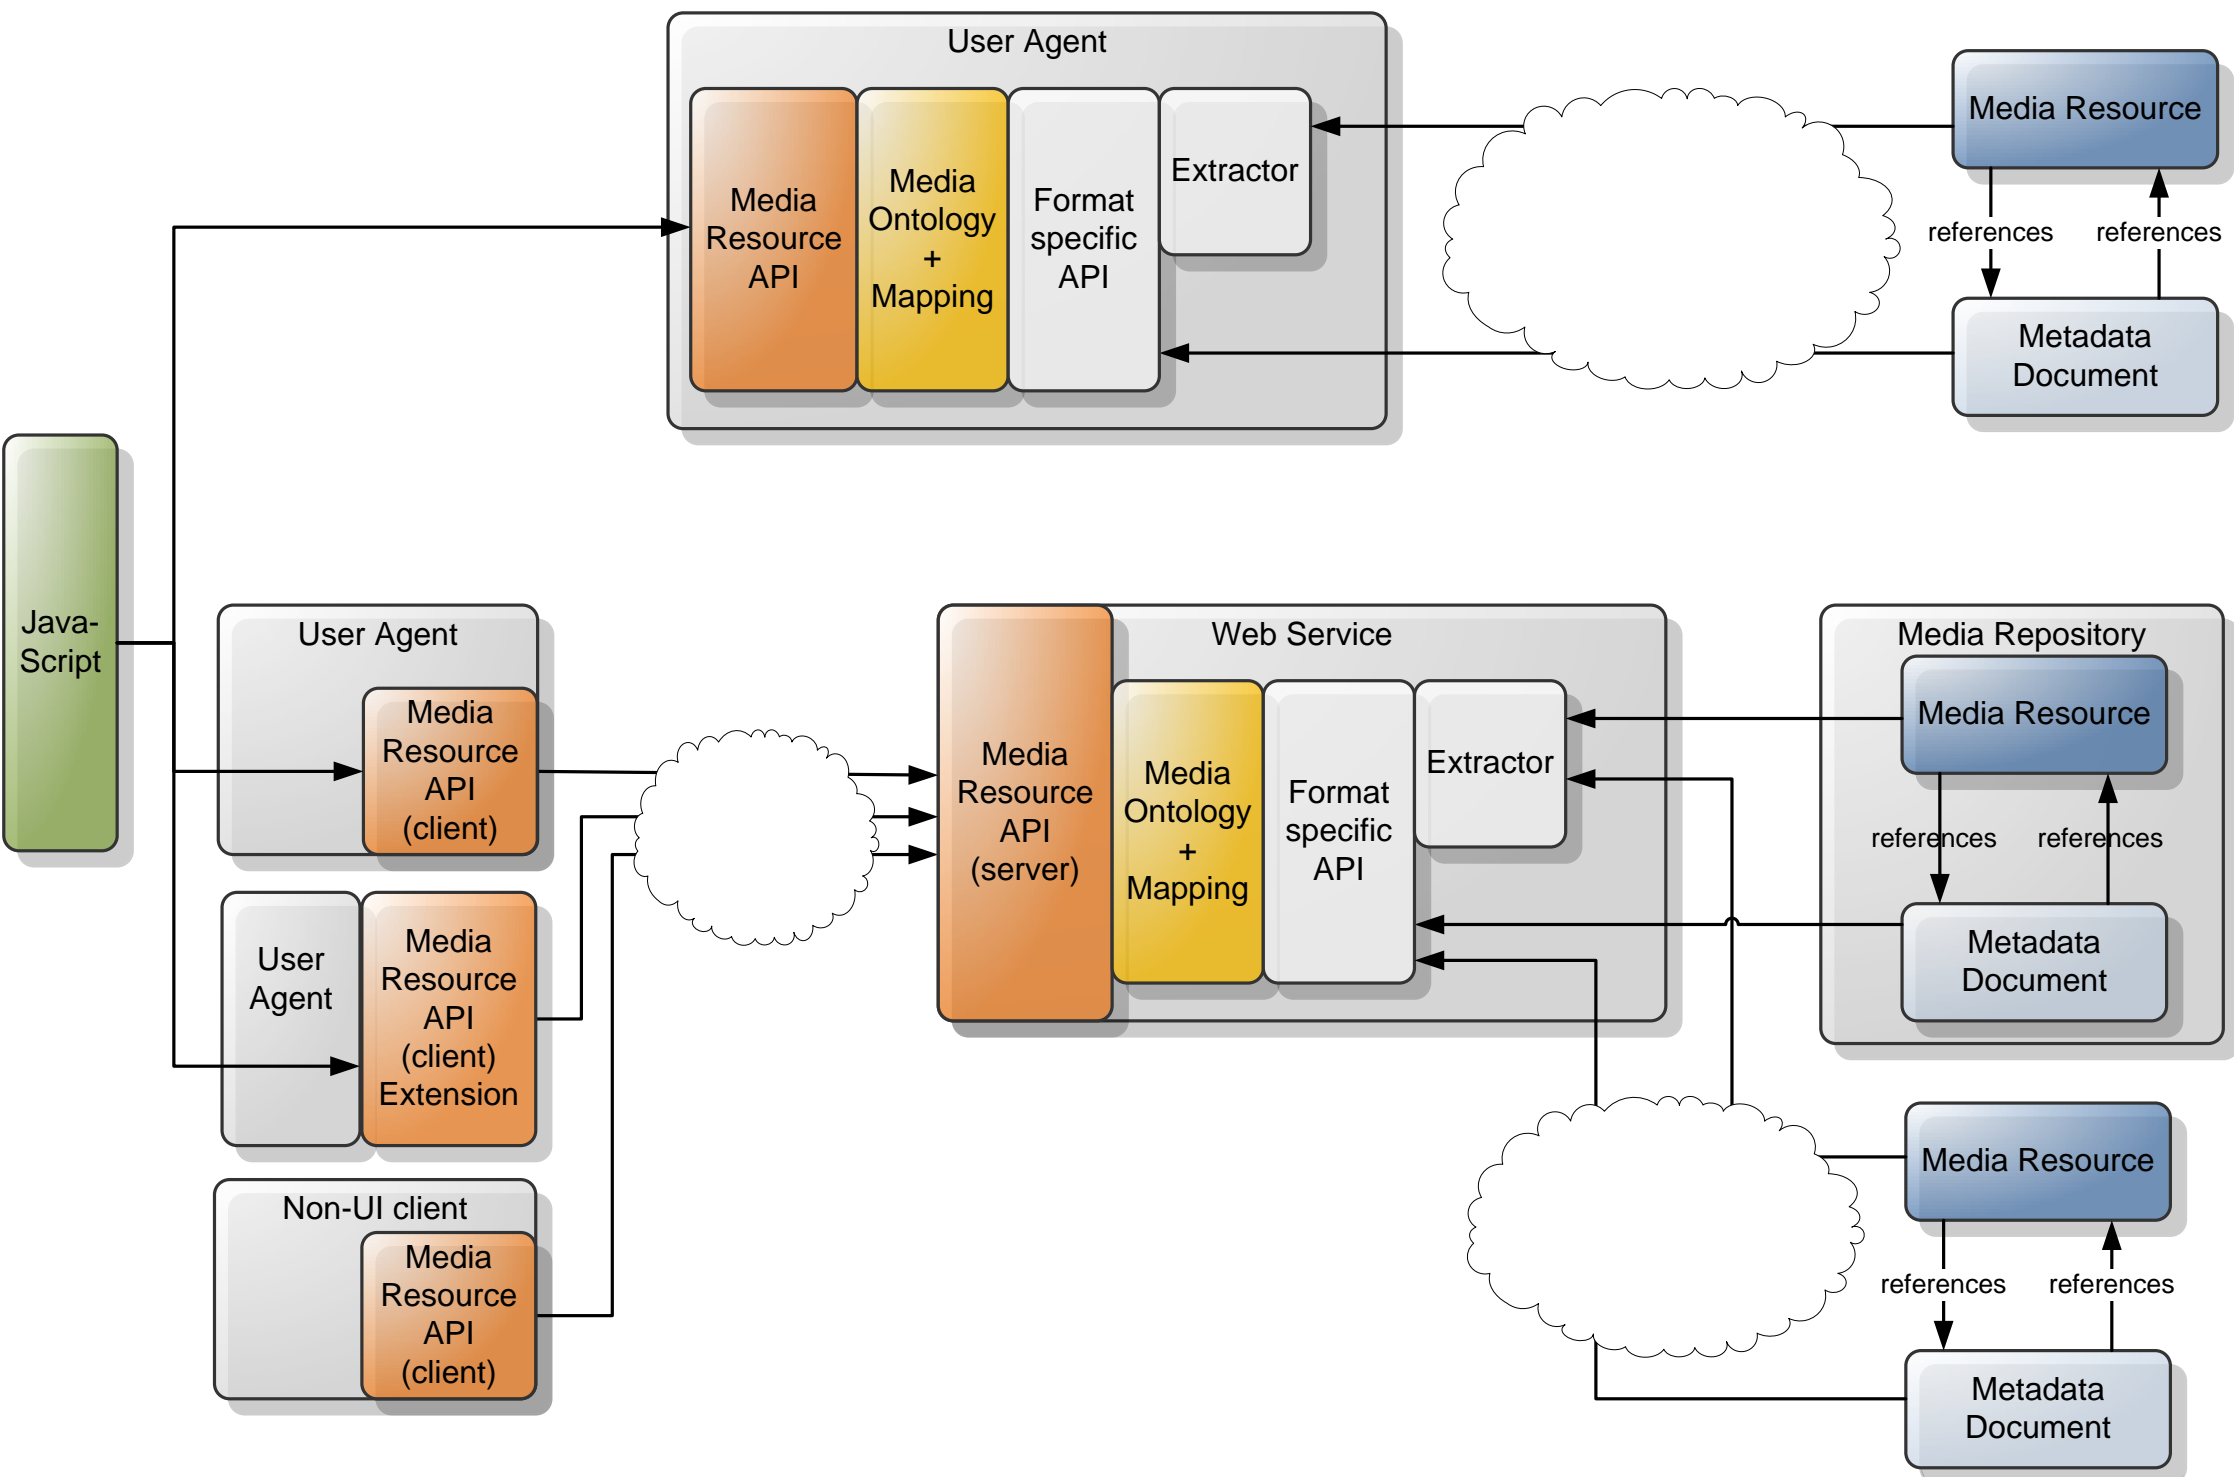 User Agent
Media
Resource
API
Media
Ontology
+
Mapping
Format
specific
API
Extractor
Media Resource
references
references
Metadata
Document
Java-
Script
User Agent
Media
Resource
API
(client)
User
Agent
Media
Resource
API
(client)
Extension
Non-UI client
Media
Resource
API
(client)
Web Service
Media
Resource
API
(server)
Media
Ontology
+
Mapping
Format
specific
API
Extractor
Media Repository
Media Resource
references
references
Metadata
Document
Media Resource
references
references
Metadata
Document